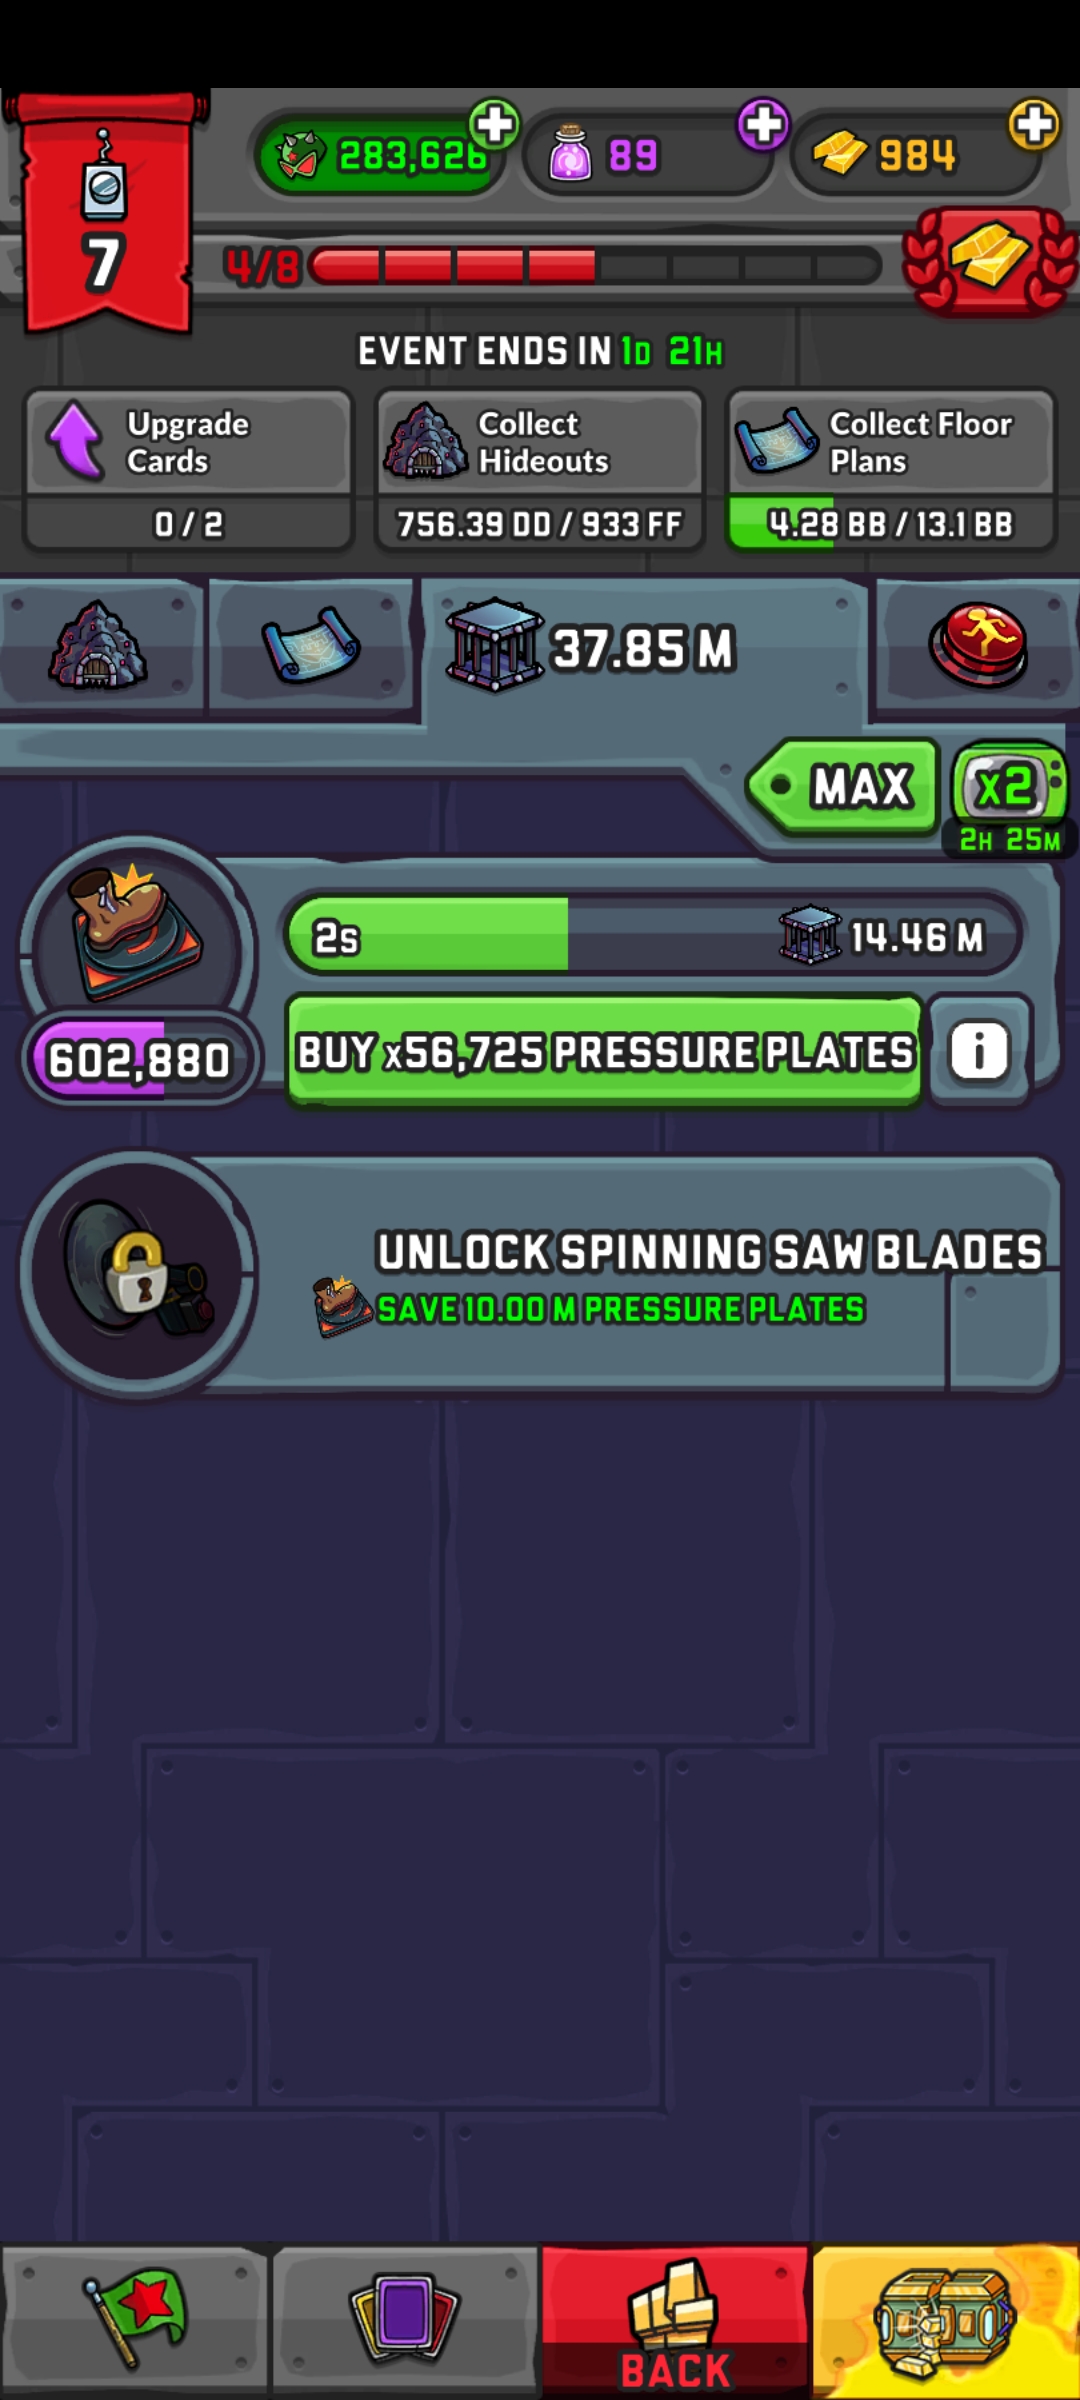 283,626
89
984
7
4/8
EVENT ENDS IN 1D 21H
Upgrade Cards
0 / 2
Collect Hideouts
756.39 DD / 933 FF
Collect Floor Plans
4.28 BB / 13.1 BB
37.85 M
MAX
x2
2H 25M
2s
14.46 M
602,880
BUY x56,725 PRESSURE PLATES
i
UNLOCK SPINNING SAW BLADES
SAVE 10.00 M PRESSURE PLATES
BACK